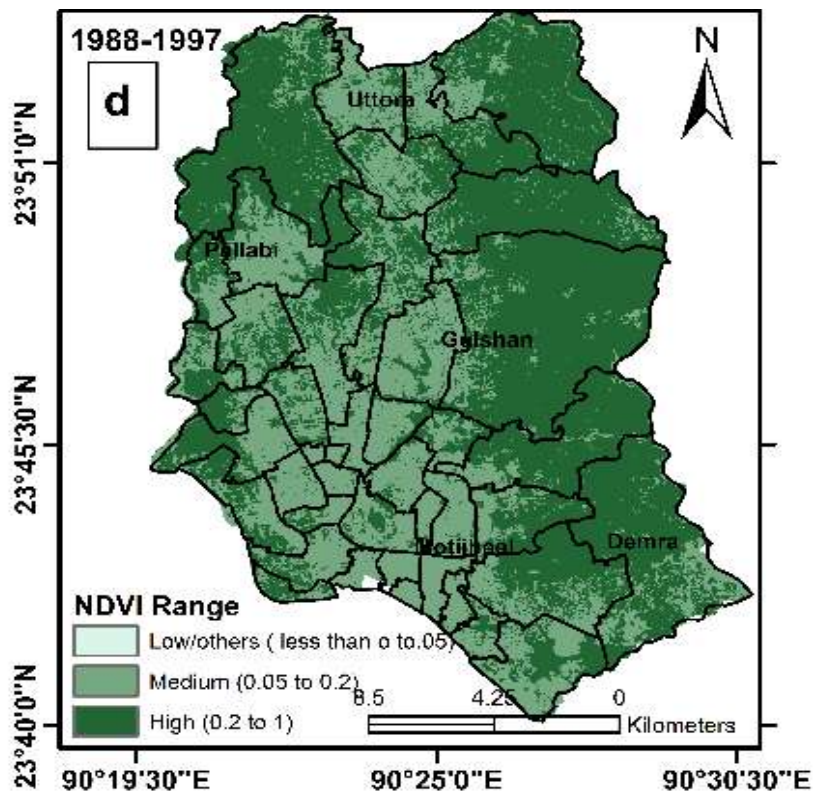 1988-1997
N
d
Uttora
23°51'0"N
Pallabi
Gulshan
23°45'30"N
Motijheel
Demra
NDVI Range
Low/others ( less than o to.05)
Medium (0.05 to 0.2)
High (0.2 to 1)
8.5 4.25 0
Kilometers
23°40'0"N
90°19'30"E 90°25'0"E 90°30'30"E